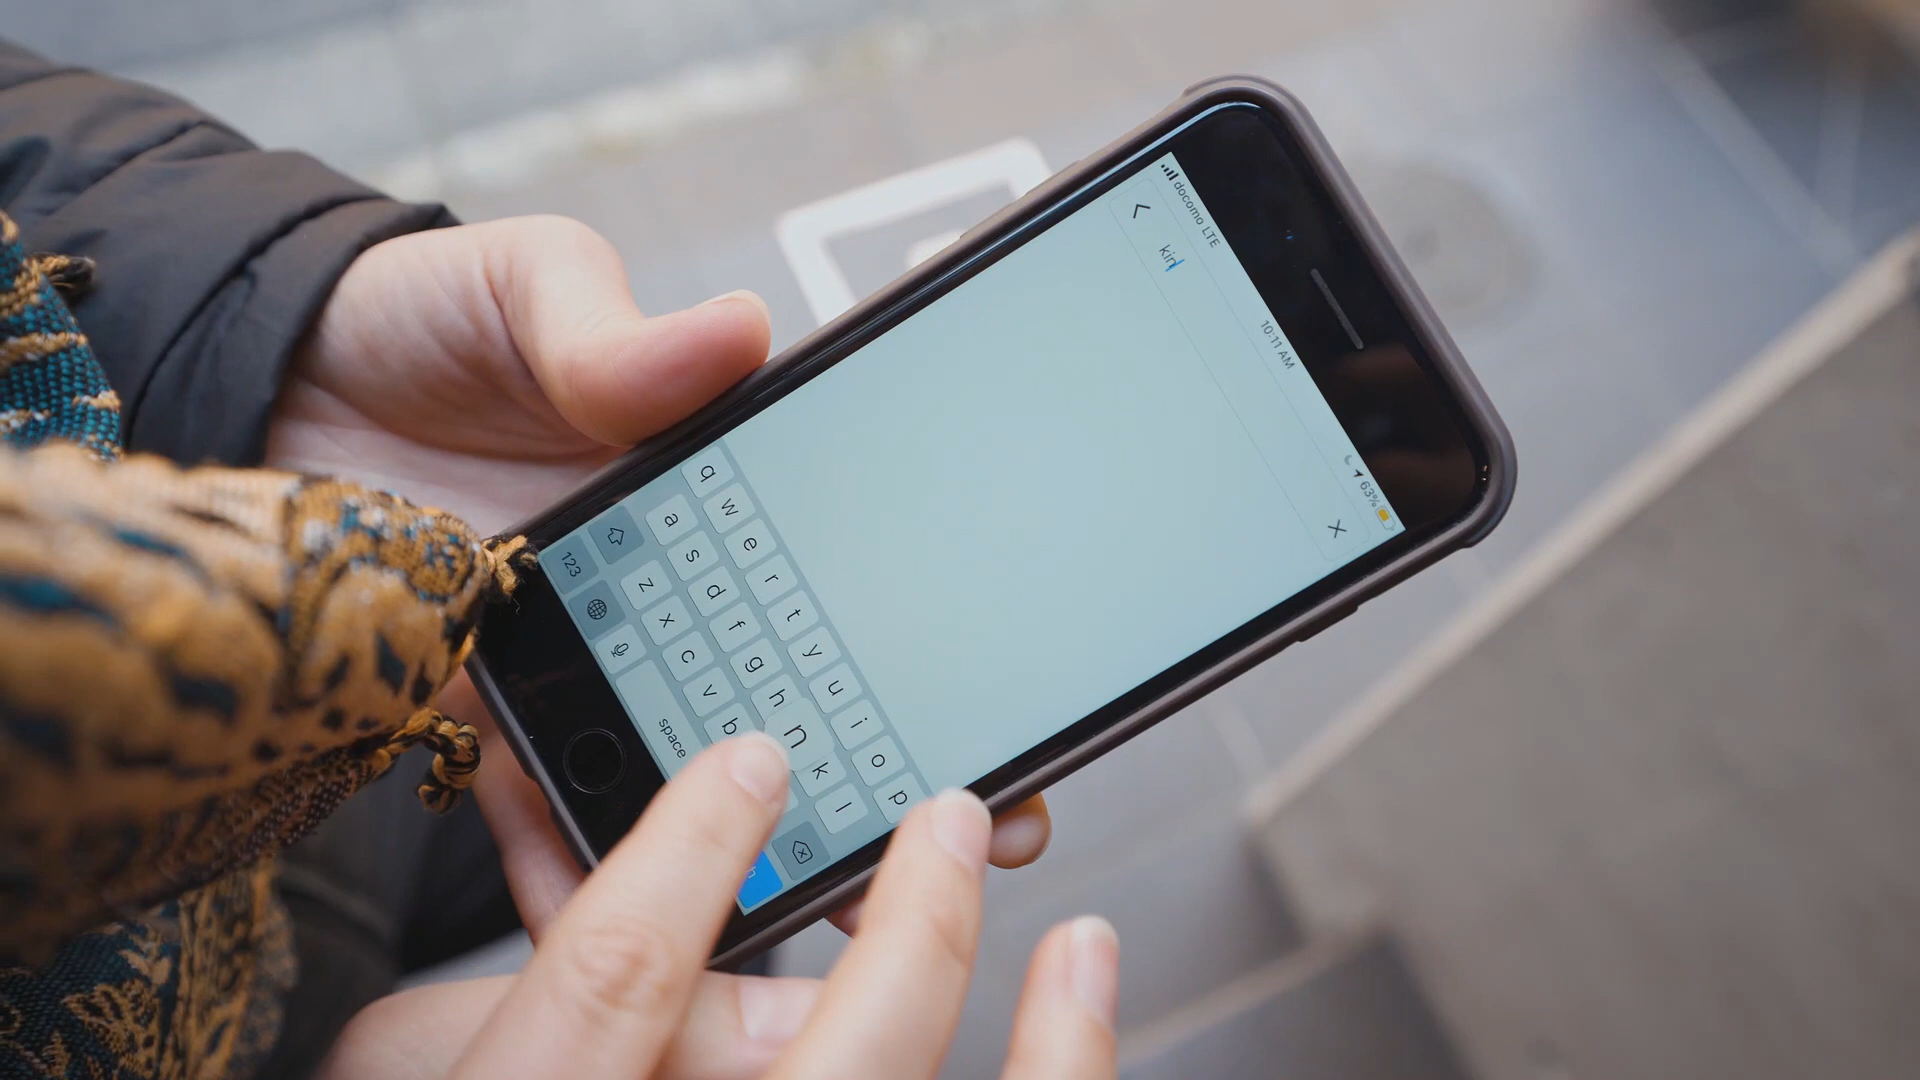 docomo LTE 10:11 AM 63%
kin
q w e r t y u i o p
a s d f g h k l
z x c v b n
123 space